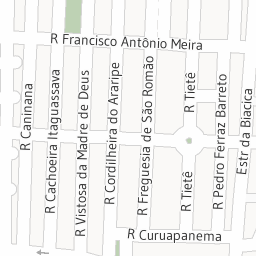 R Francisco Antônio Meira
R Caninana
R Cachoeira Itaguassava
R Vistosa da Madre de Deus
R Cordilheira do Araripe
R Freguesia de São Romão
R Tietê
R Tietê
R Pedro Ferraz Barreto
Estr da Biacica
R Curuapanema